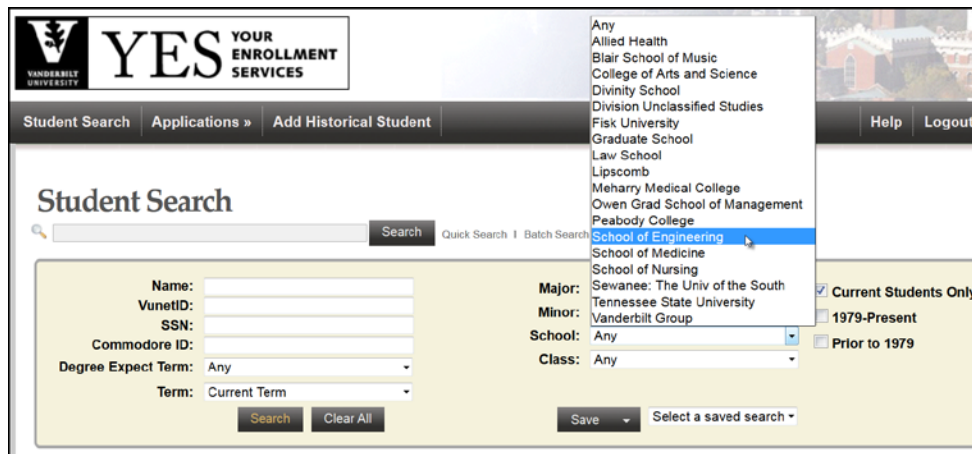 VANDERBILT
UNIVERSITY
YES YOUR
ENROLLMENT
SERVICES
Student Search
Applications »
Add Historical Student
Help
Logout
Student Search
Search
Quick Search | Batch Search
Any
Allied Health
Blair School of Music
College of Arts and Science
Divinity School
Division Unclassified Studies
Fisk University
Graduate School
Law School
Lipscomb
Meharry Medical College
Owen Grad School of Management
Peabody College
School of Engineering
School of Medicine
School of Nursing
Sewanee: The Univ of the South
Tennessee State University
Vanderbilt Group
Name:
VunetID:
SSN:
Commodore ID:
Degree Expect Term: Any
Term: Current Term
Search
Clear All
Major:
Minor:
School: Any
Class: Any
Save
Select a saved search
Current Students Only
1979-Present
Prior to 1979